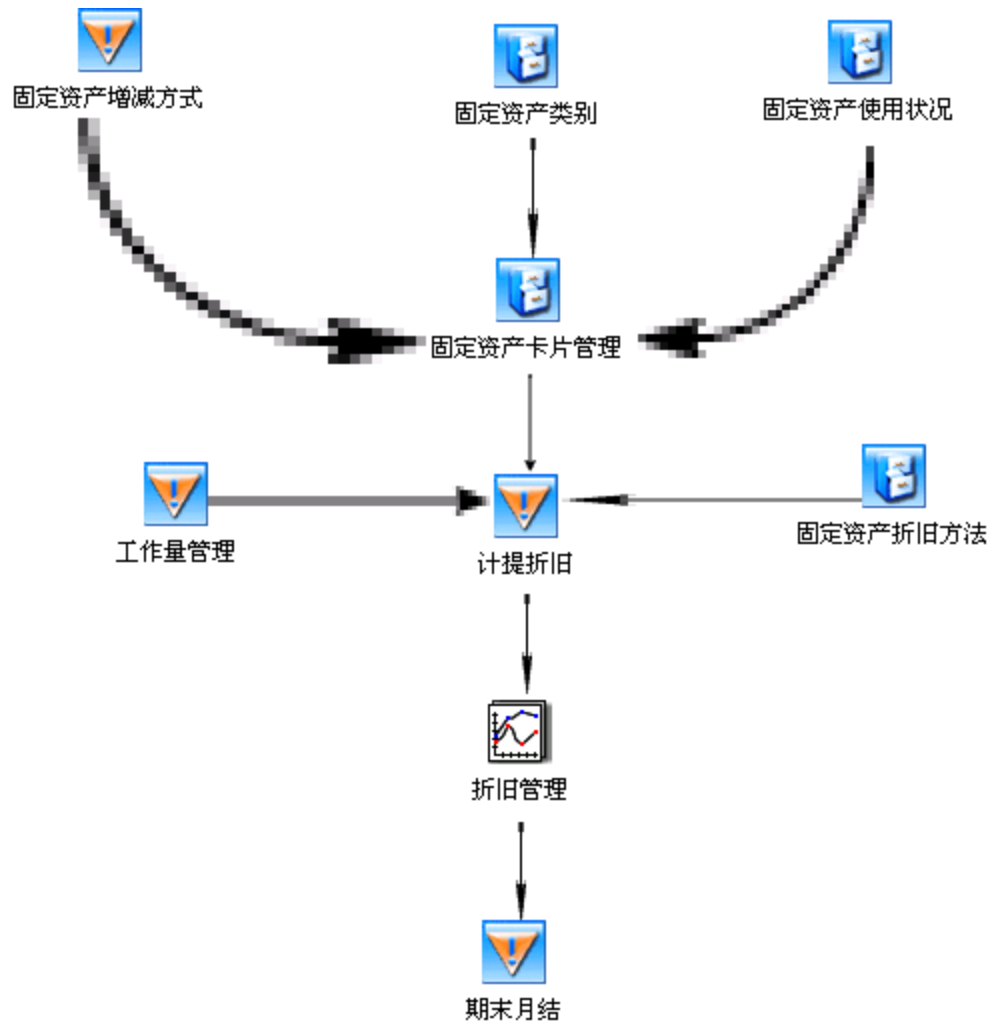 固定资产增减方式
固定资产类别
固定资产使用状况
固定资产卡片管理
工作量管理
计提折旧
固定资产折旧方法
折旧管理
期末月结